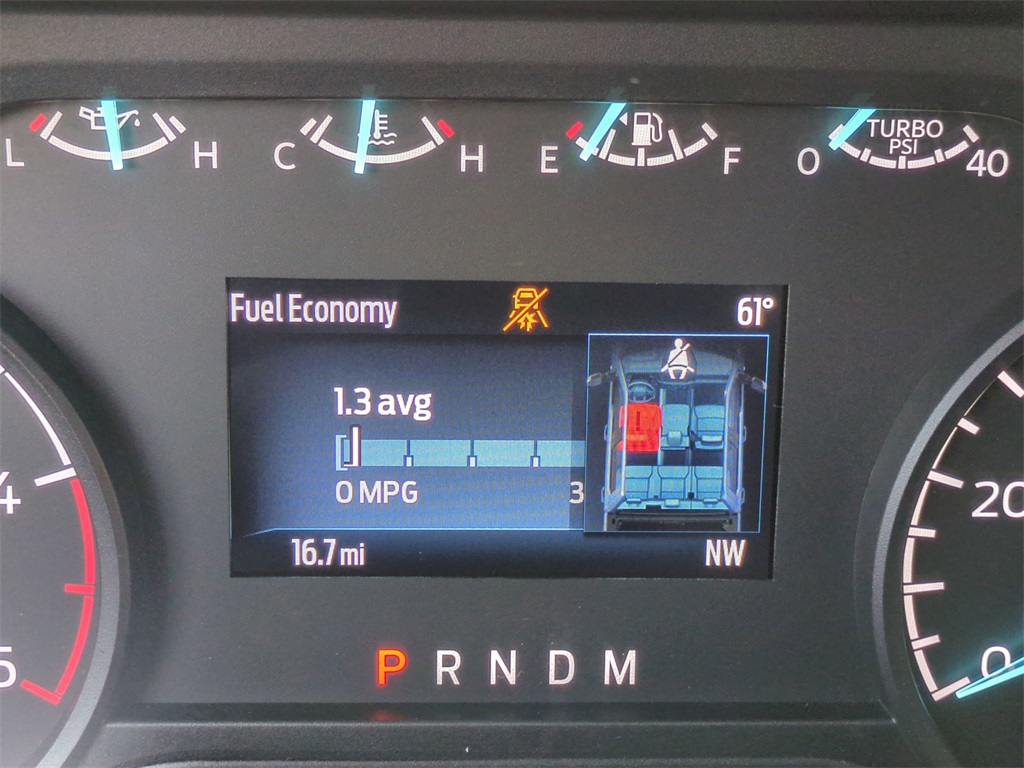 L H C H E F O TURBO PSI 40
Fuel Economy 61°
1.3 avg
0 MPG 3
16.7 mi NW
4
5
20
0
P R N D M